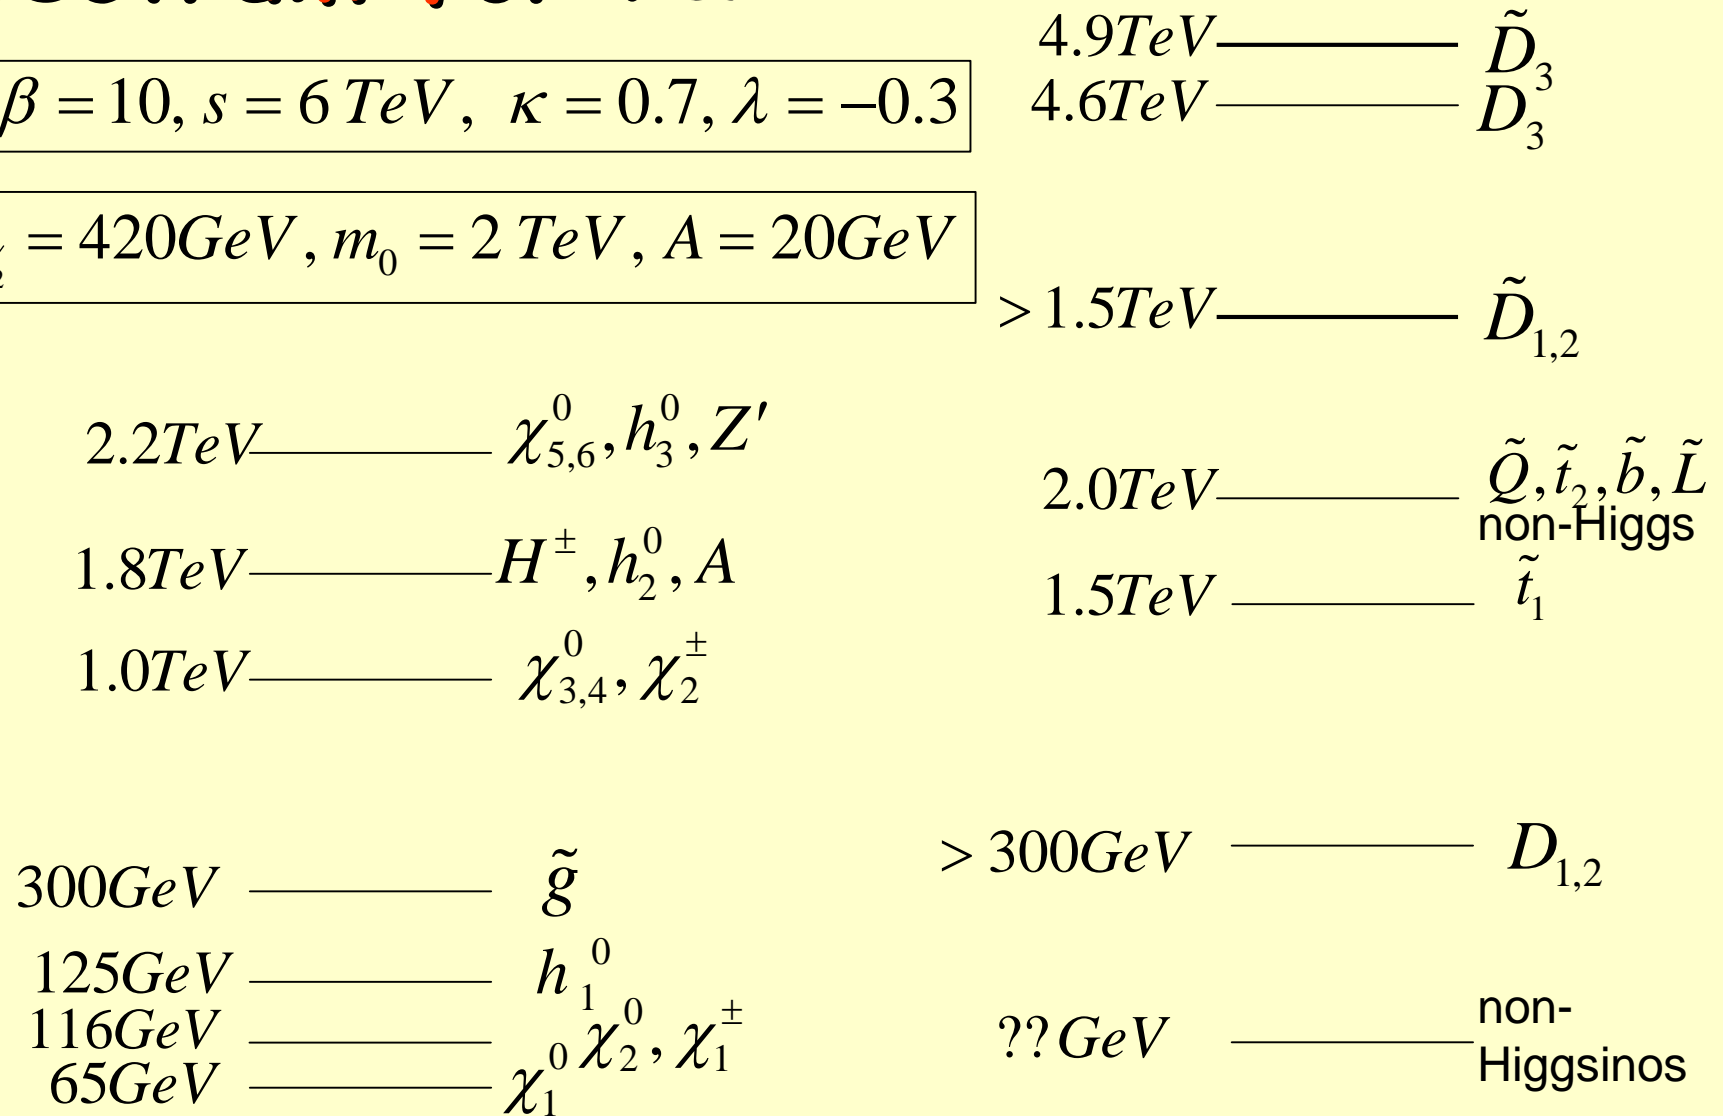 β = 10, s = 6 TeV, κ = 0.7, λ = −0.3
= 420GeV, m₀ = 2 TeV, A = 20GeV
2.2TeV χ⁰₅,₆, h⁰₃, Z′
1.8TeV H±, h⁰₂, A
1.0TeV χ⁰₃,₄, χ±₂
300GeV g̃
125GeV h⁰₁
116GeV χ⁰₂, χ±₁
65GeV χ⁰₁
4.9TeV D̃₃
4.6TeV D₃
> 1.5TeV D̃₁,₂
2.0TeV Q̃, t̃₂, b̃, L̃
non-Higgs
1.5TeV t̃₁
> 300GeV D₁,₂
?? GeV non-
Higgsinos